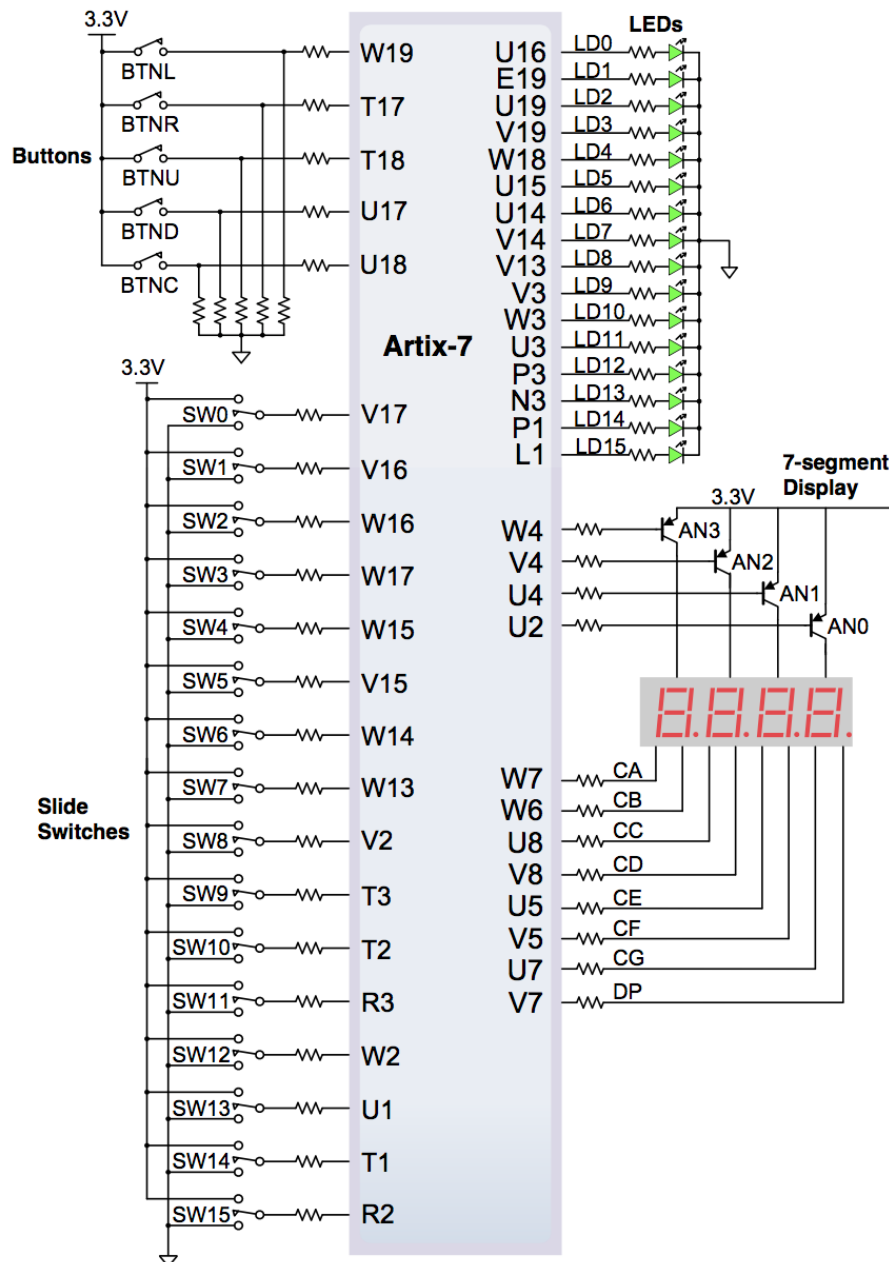 3.3V
BTNL
BTNR
Buttons
BTNU
BTND
BTNC
W19
T17
T18
U17
U18
Artix-7
LEDs
U16 LD0
E19 LD1
U19 LD2
V19 LD3
W18 LD4
U15 LD5
U14 LD6
V14 LD7
V13 LD8
V3 LD9
W3 LD10
U3 LD11
P3 LD12
N3 LD13
P1 LD14
L1 LD15
3.3V
SW0 V17
SW1 V16
SW2 W16
SW3 W17
SW4 W15
SW5 V15
SW6 W14
SW7 W13
Slide
Switches
SW8 V2
SW9 T3
SW10 T2
SW11 R3
SW12 W2
SW13 U1
SW14 T1
SW15 R2
7-segment
Display
3.3V
W4 AN3
V4 AN2
U4 AN1
U2 AN0
8.8.8.8.
W7 CA
W6 CB
U8 CC
V8 CD
U5 CE
V5 CF
U7 CG
V7 DP